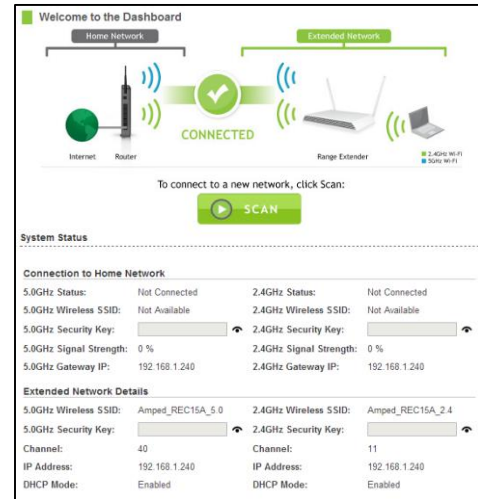 Welcome to the Dashboard
Home Network Extended Network
CONNECTED
Internet Router Range Extender
2.4GHz Wi-Fi
5GHz Wi-Fi
To connect to a new network, click Scan:
SCAN
System Status
Connection to Home Network
5.0GHz Status: Not Connected 2.4GHz Status: Not Connected
5.0GHz Wireless SSID: Not Available 2.4GHz Wireless SSID: Not Available
5.0GHz Security Key: 2.4GHz Security Key:
5.0GHz Signal Strength: 0 % 2.4GHz Signal Strength: 0 %
5.0GHz Gateway IP: 192.168.1.240 2.4GHz Gateway IP: 192.168.1.240
Extended Network Details
5.0GHz Wireless SSID: Amped_REC15A_5.0 2.4GHz Wireless SSID: Amped_REC15A_2.4
5.0GHz Security Key: 2.4GHz Security Key:
Channel: 40 Channel: 11
IP Address: 192.168.1.240 IP Address: 192.168.1.240
DHCP Mode: Enabled DHCP Mode: Enabled